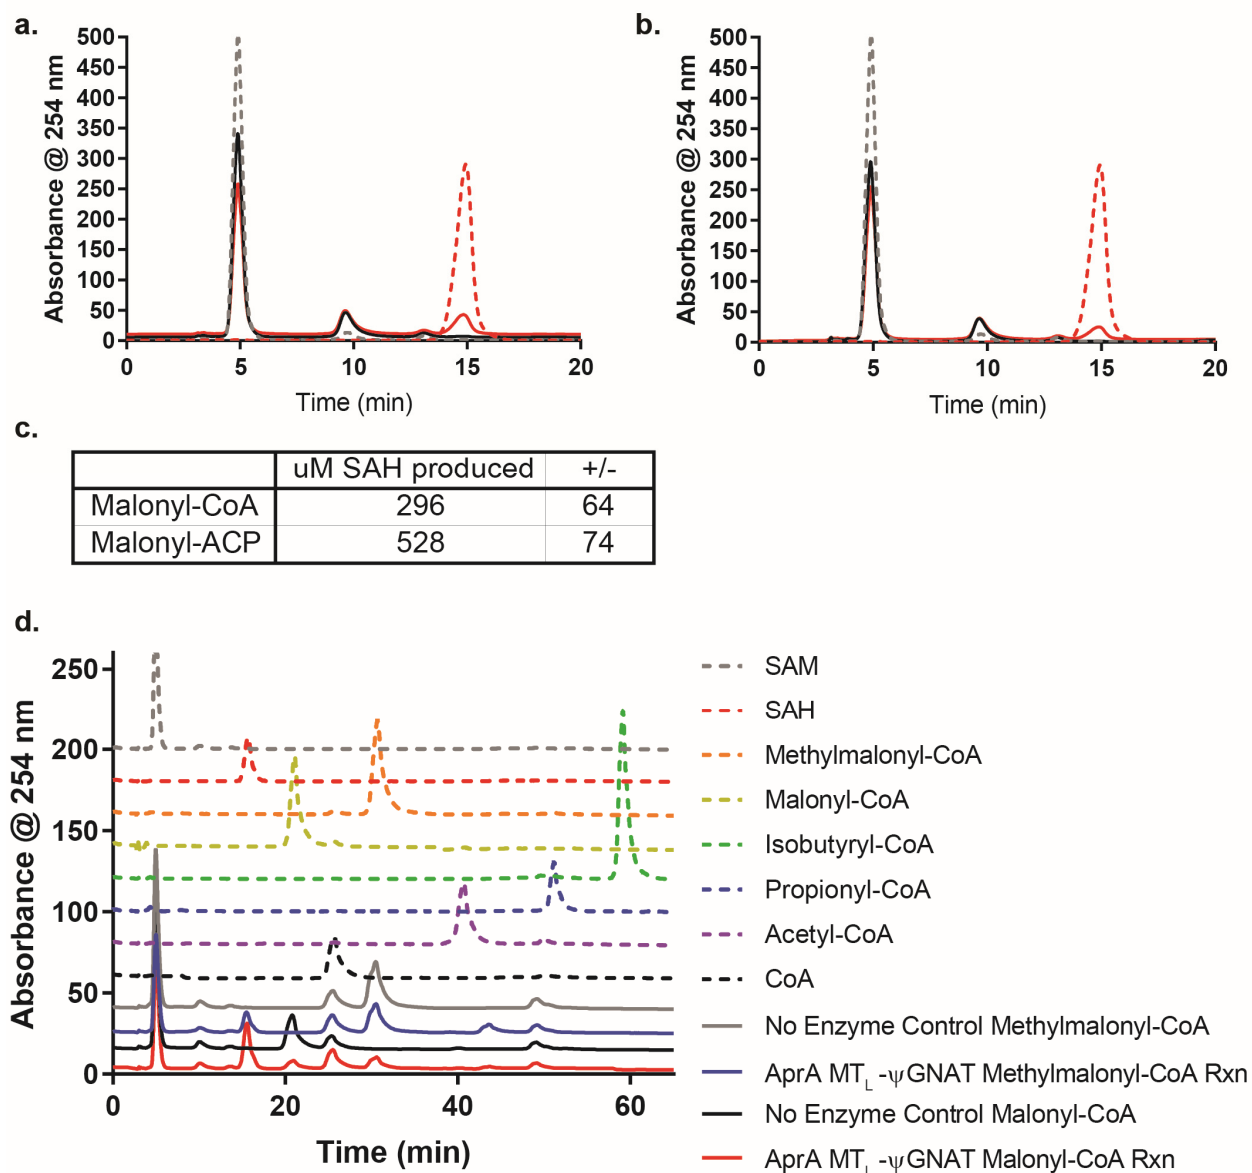 a.
500
450
400
350
300
250
200
150
100
50
0
Absorbance @ 254 nm
0 5 10 15 20
Time (min)
b.
500
450
400
350
300
250
200
150
100
50
0
Absorbance @ 254 nm
0 5 10 15 20
Time (min)
c.
uM SAH produced +/-
Malonyl-CoA 296 64
Malonyl-ACP 528 74
d.
250
200
150
100
50
0
Absorbance @ 254 nm
0 20 40 60
Time (min)
SAM
SAH
Methylmalonyl-CoA
Malonyl-CoA
Isobutyryl-CoA
Propionyl-CoA
Acetyl-CoA
CoA
No Enzyme Control Methylmalonyl-CoA
AprA MTL -ψGNAT Methylmalonyl-CoA Rxn
No Enzyme Control Malonyl-CoA
AprA MTL -ψGNAT Malonyl-CoA Rxn